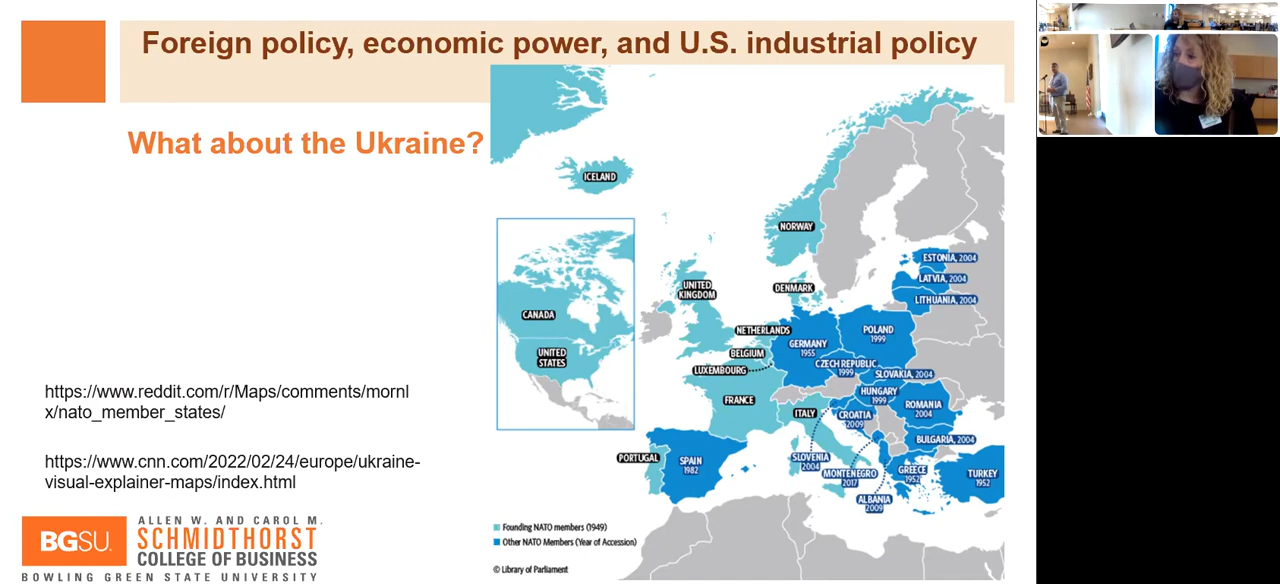 Foreign policy, economic power, and U.S. industrial policy
What about the Ukraine?
ICELAND
NORWAY
ESTONIA, 2004
LATVIA, 2004
LITHUANIA, 2004
UNITED
KINGDOM
DENMARK
CANADA
UNITED
STATES
NETHERLANDS
BELGIUM
LUXEMBOURG
GERMANY
1955
POLAND
1999
CZECH REPUBLIC
1999
SLOVAKIA, 2004
HUNGARY
1999
ROMANIA
2004
FRANCE
ITALY
CROATIA
2009
BULGARIA, 2004
PORTUGAL
SPAIN
1982
SLOVENIA
2004
MONTENEGRO
2017
ALBANIA
2009
GREECE
1952
TURKEY
1952
Founding NATO members (1949)
Other NATO Members (Year of Accession)
© Library of Parliament
https://www.reddit.com/r/Maps/comments/mornl
x/nato_member_states/
https://www.cnn.com/2022/02/24/europe/ukraine-
visual-explainer-maps/index.html
BGSU.
ALLEN W. AND CAROL M.
SCHMIDTHORST
COLLEGE OF BUSINESS
BOWLING GREEN STATE UNIVERSITY